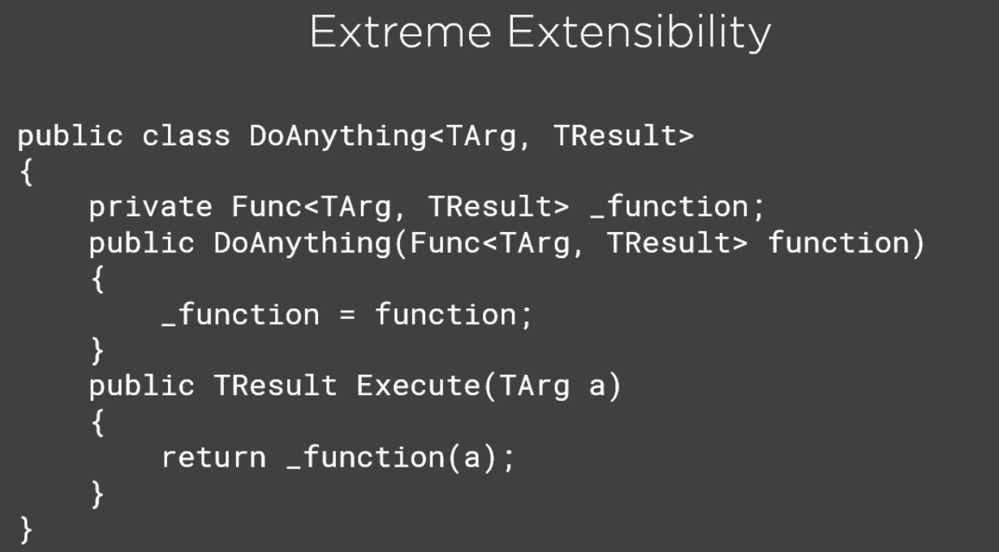 Extreme Extensibility
public class DoAnything<TArg, TResult>
{
    private Func<TArg, TResult> _function;
    public DoAnything(Func<TArg, TResult> function)
    {
        _function = function;
    }
    public TResult Execute(TArg a)
    {
        return _function(a);
    }
}